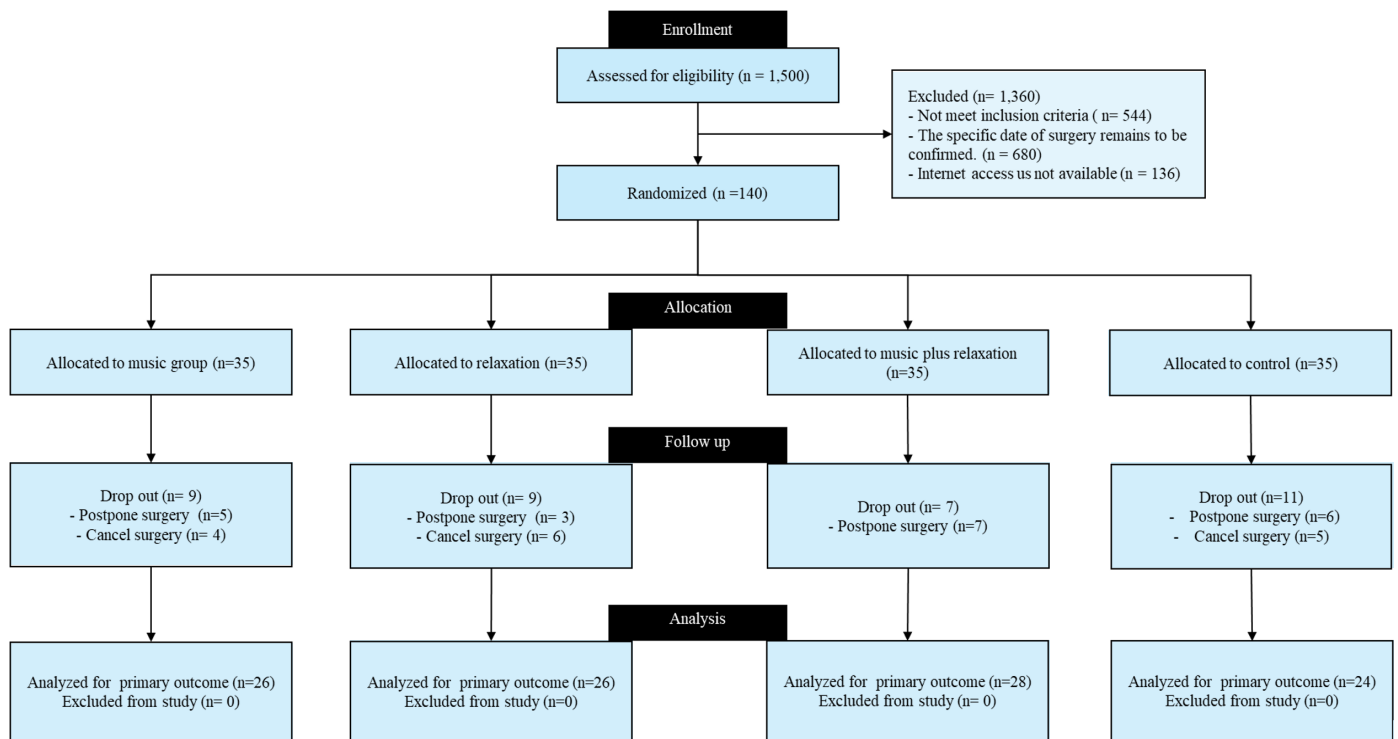 Enrollment
Assessed for eligibility (n = 1,500)
Excluded (n= 1,360)
- Not meet inclusion criteria ( n= 544)
- The specific date of surgery remains to be
confirmed. (n = 680)
- Internet access us not available (n = 136)
Randomized (n =140)
Allocation
Allocated to music group (n=35)
Allocated to relaxation (n=35)
Allocated to music plus relaxation
(n=35)
Allocated to control (n=35)
Follow up
Drop out (n= 9)
- Postpone surgery (n=5)
- Cancel surgery (n= 4)
Drop out (n= 9)
- Postpone surgery (n= 3)
- Cancel surgery (n= 6)
Drop out (n= 7)
- Postpone surgery (n=7)
Drop out (n=11)
- Postpone surgery (n=6)
- Cancel surgery (n=5)
Analysis
Analyzed for primary outcome (n=26)
Excluded from study (n= 0)
Analyzed for primary outcome (n=26)
Excluded from study (n=0)
Analyzed for primary outcome (n=28)
Excluded from study (n= 0)
Analyzed for primary outcome (n=24)
Excluded from study (n=0)